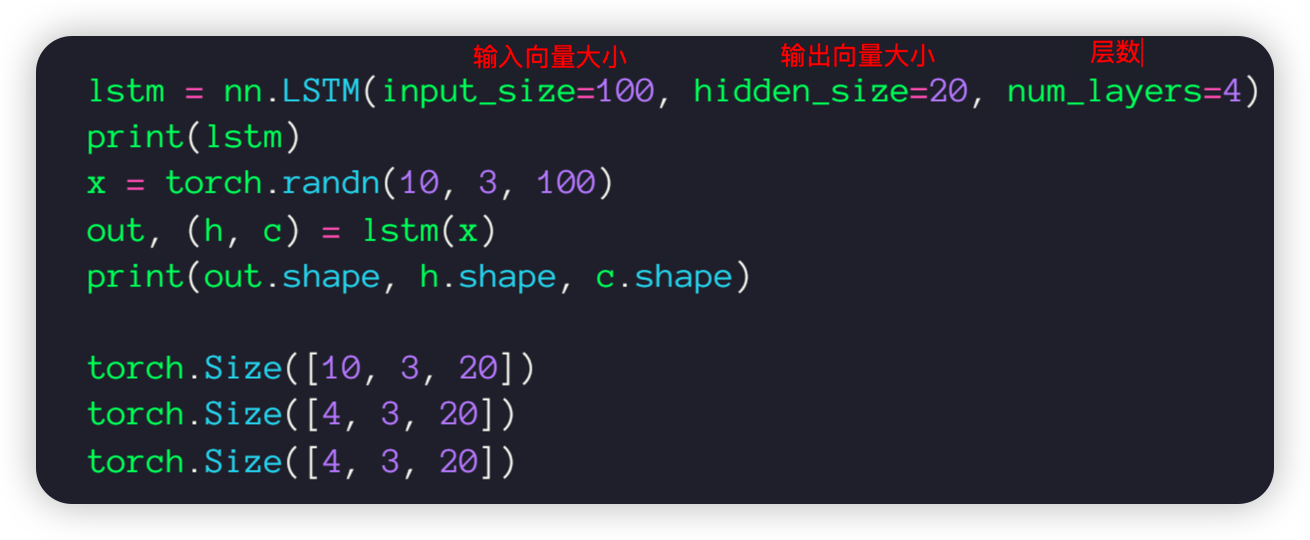 输入向量大小 输出向量大小 层数
lstm = nn.LSTM(input_size=100, hidden_size=20, num_layers=4)
print(lstm)
x = torch.randn(10, 3, 100)
out, (h, c) = lstm(x)
print(out.shape, h.shape, c.shape)
torch.Size([10, 3, 20])
torch.Size([4, 3, 20])
torch.Size([4, 3, 20])